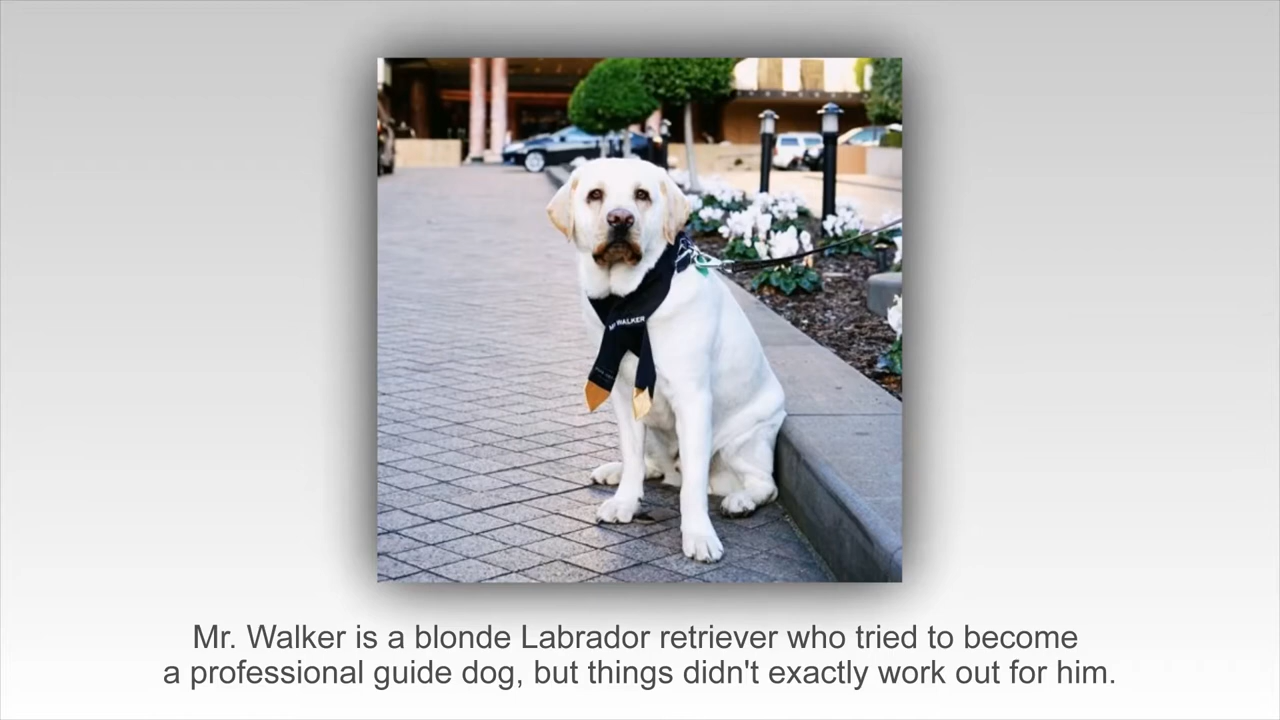 MR WALKER
Mr. Walker is a blonde Labrador retriever who tried to become
a professional guide dog, but things didn't exactly work out for him.